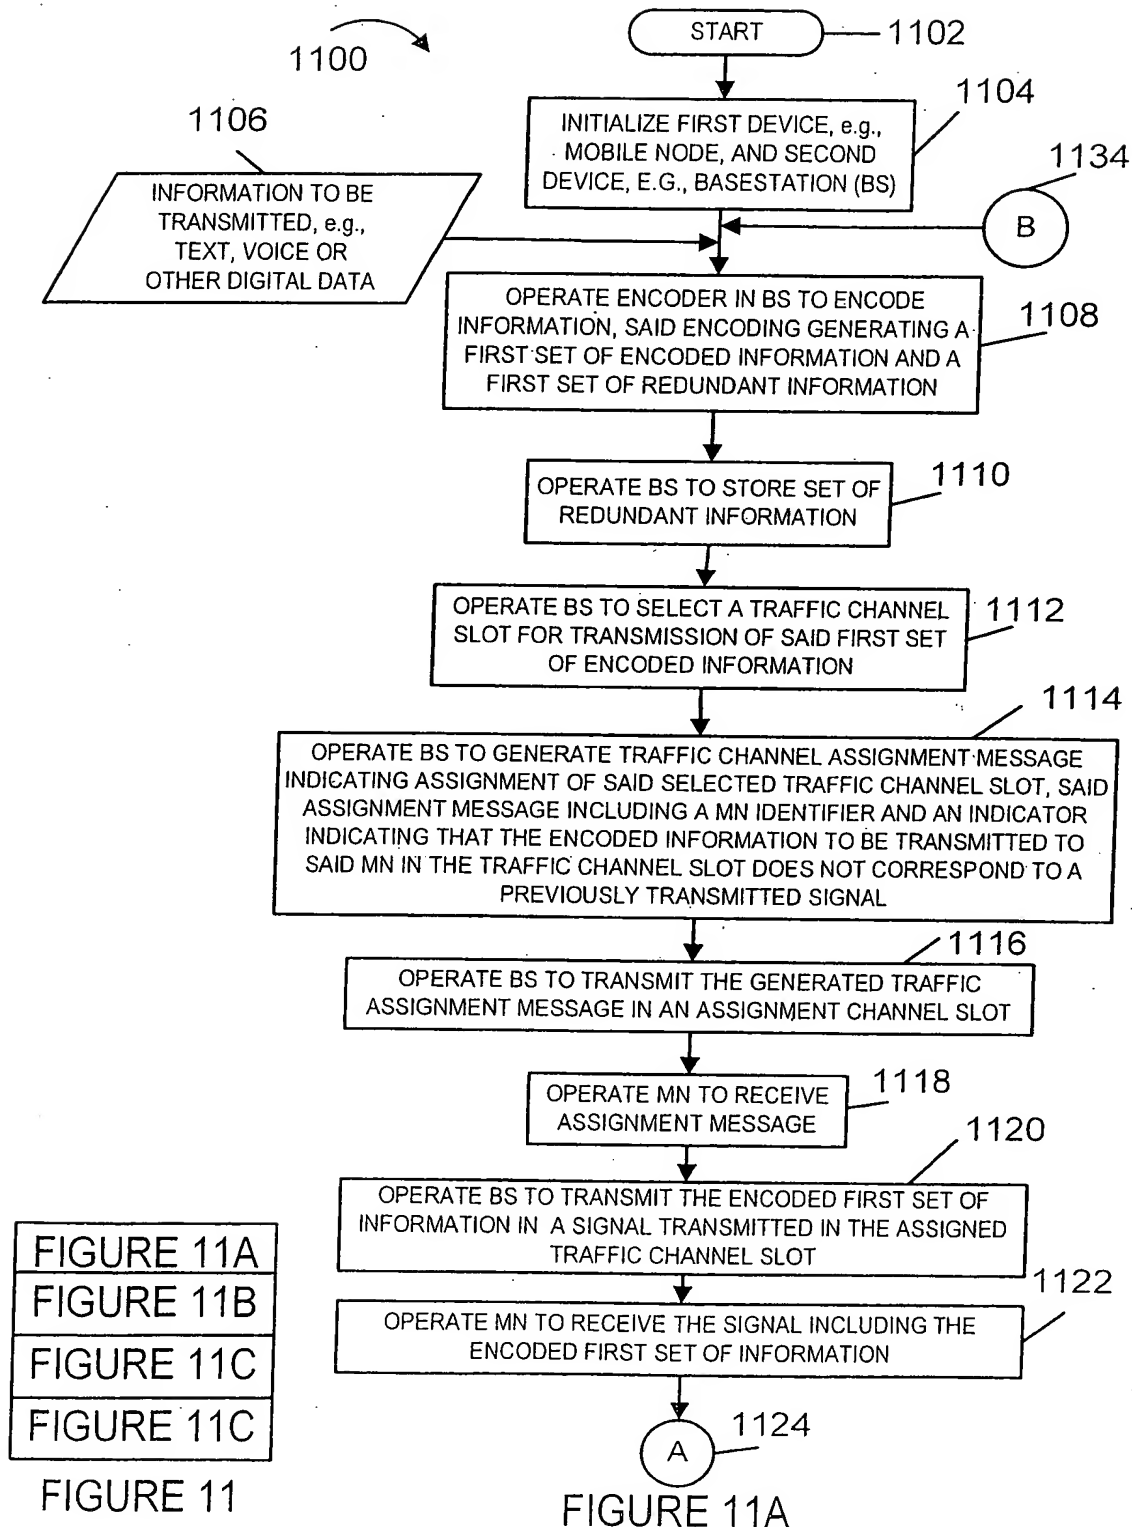 START
1102
1100
1104
INITIALIZE FIRST DEVICE, e.g.,
MOBILE NODE, AND SECOND
DEVICE, E.G., BASESTATION (BS)
1106
INFORMATION TO BE
TRANSMITTED, e.g.,
TEXT, VOICE OR
OTHER DIGITAL DATA
1134
B
OPERATE ENCODER IN BS TO ENCODE
INFORMATION, SAID ENCODING GENERATING A
FIRST SET OF ENCODED INFORMATION AND A
FIRST SET OF REDUNDANT INFORMATION
1108
OPERATE BS TO STORE SET OF
REDUNDANT INFORMATION
1110
OPERATE BS TO SELECT A TRAFFIC CHANNEL
SLOT FOR TRANSMISSION OF SAID FIRST SET
OF ENCODED INFORMATION
1112
1114
OPERATE BS TO GENERATE TRAFFIC CHANNEL ASSIGNMENT MESSAGE
INDICATING ASSIGNMENT OF SAID SELECTED TRAFFIC CHANNEL SLOT, SAID
ASSIGNMENT MESSAGE INCLUDING A MN IDENTIFIER AND AN INDICATOR
INDICATING THAT THE ENCODED INFORMATION TO BE TRANSMITTED TO
SAID MN IN THE TRAFFIC CHANNEL SLOT DOES NOT CORRESPOND TO A
PREVIOUSLY TRANSMITTED SIGNAL
1116
OPERATE BS TO TRANSMIT THE GENERATED TRAFFIC
ASSIGNMENT MESSAGE IN AN ASSIGNMENT CHANNEL SLOT
OPERATE MN TO RECEIVE
ASSIGNMENT MESSAGE
1118
1120
OPERATE BS TO TRANSMIT THE ENCODED FIRST SET OF
INFORMATION IN A SIGNAL TRANSMITTED IN THE ASSIGNED
TRAFFIC CHANNEL SLOT
1122
OPERATE MN TO RECEIVE THE SIGNAL INCLUDING THE
ENCODED FIRST SET OF INFORMATION
A
1124
FIGURE 11A
FIGURE 11B
FIGURE 11C
FIGURE 11C
FIGURE 11
FIGURE 11A